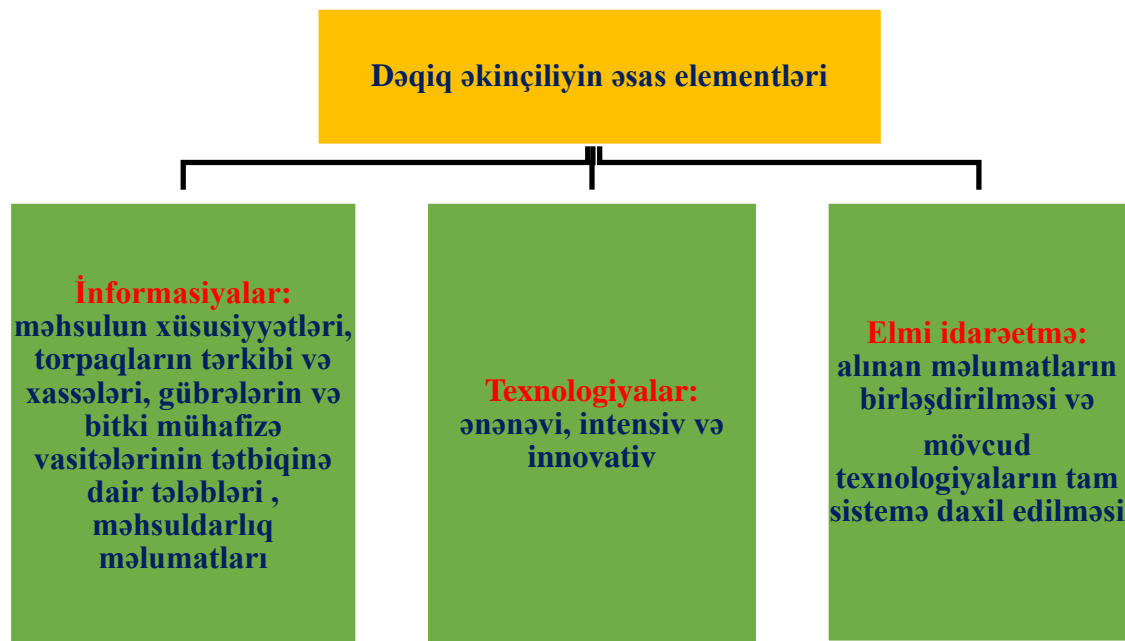 Dəqiq əkinçiliyin əsas elementləri
İnformasiyalar:
məhsulun xüsusiyyətləri,
torpaqların tərkibi və
xassələri, gübrələrin və
bitki mühafizə
vasitələrinin tətbiqinə
dair tələbləri ,
məhsuldarlıq
məlumatları
Texnologiyalar:
ənənəvi, intensiv və
innovativ
Elmi idarəetmə:
alınan məlumatların
birləşdirilməsi və
mövcud
texnologiyaların tam
sistemə daxil edilməsi